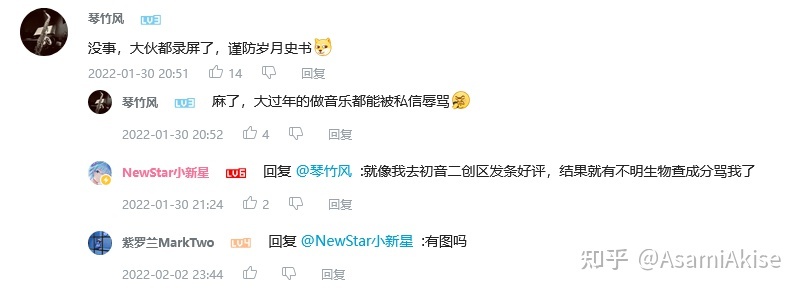 琴竹风 LV3
没事，大伙都录屏了，谨防岁月史书
2022-01-30 20:51 14 回复
琴竹风 LV3 麻了，大过年的做音乐都能被私信辱骂
2022-01-30 20:52 4 回复
NewStar小新星 LV6 回复 @琴竹风 :就像我去初音二创区发条好评，结果就有不明生物查成分骂我了
2022-01-30 21:24 2 回复
紫罗兰MarkTwo LV4 回复 @NewStar小新星 :有图吗
2022-02-02 23:44 回复
知乎 @AsamiAkise